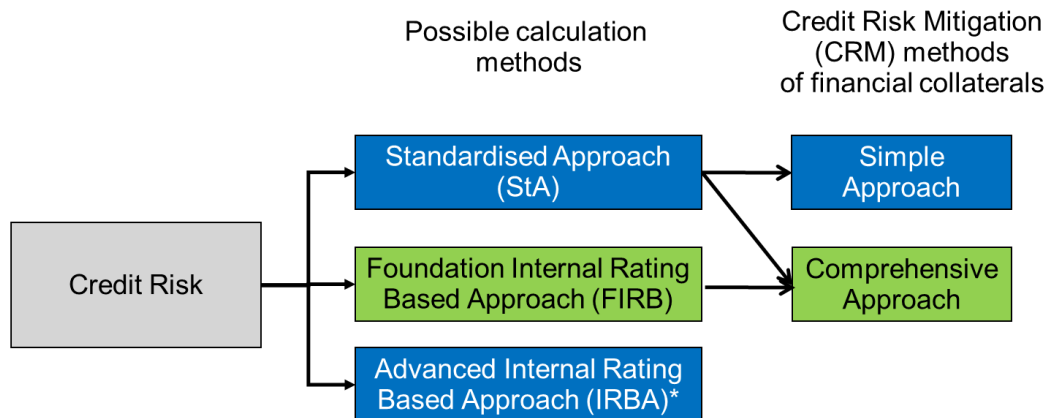 Possible calculation
methods
Credit Risk Mitigation
(CRM) methods
of financial collaterals
Standardised Approach
(StA)
Simple
Approach
Credit Risk
Foundation Internal Rating
Based Approach (FIRB)
Comprehensive
Approach
Advanced Internal Rating
Based Approach (IRBA)*